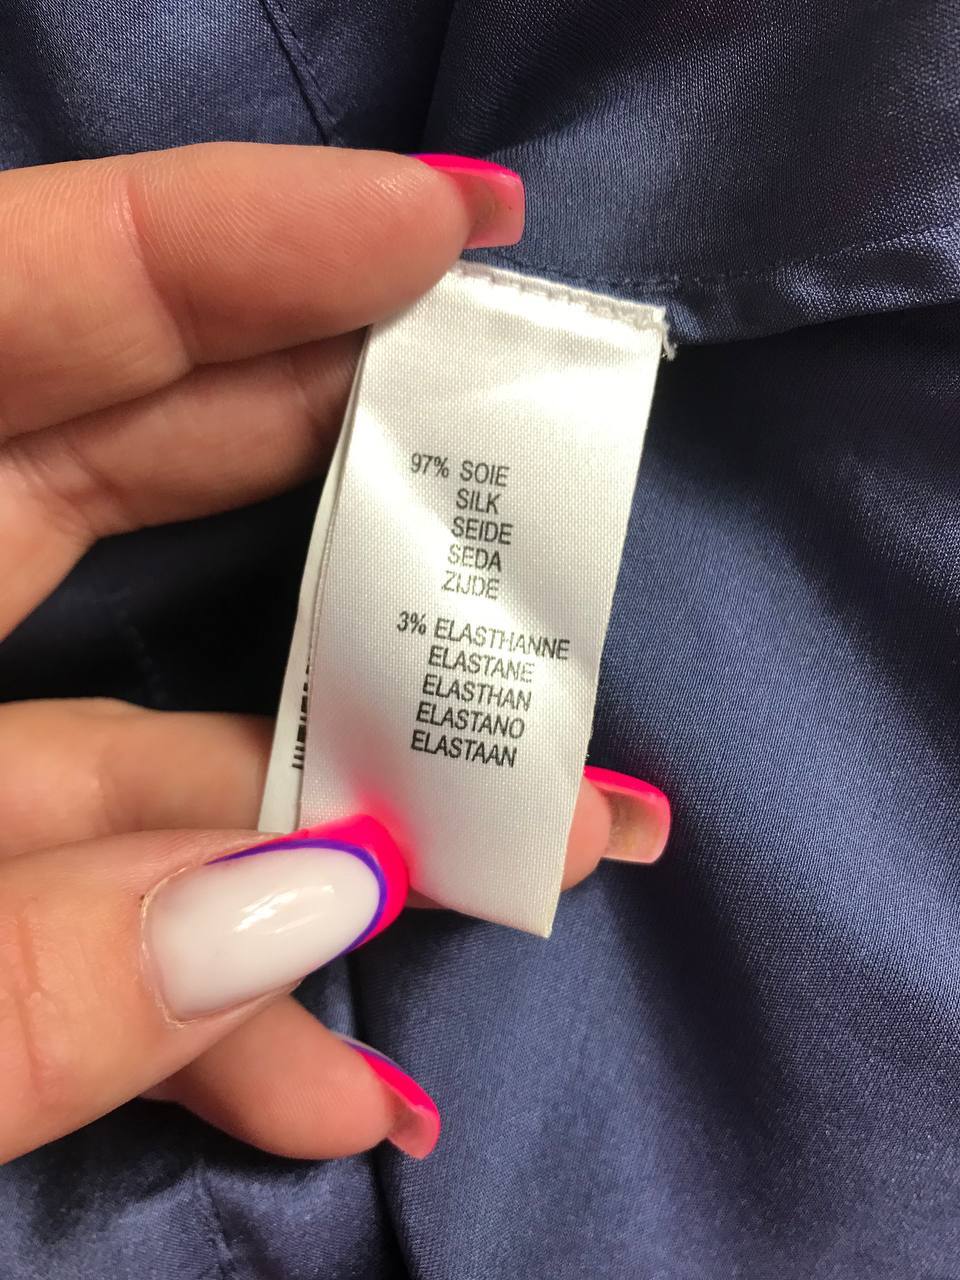 97% SOIE
SILK
SEIDE
SEDA
ZIJDE
3% ELASTHANNE
ELASTANE
ELASTHAN
ELASTANO
ELASTAAN